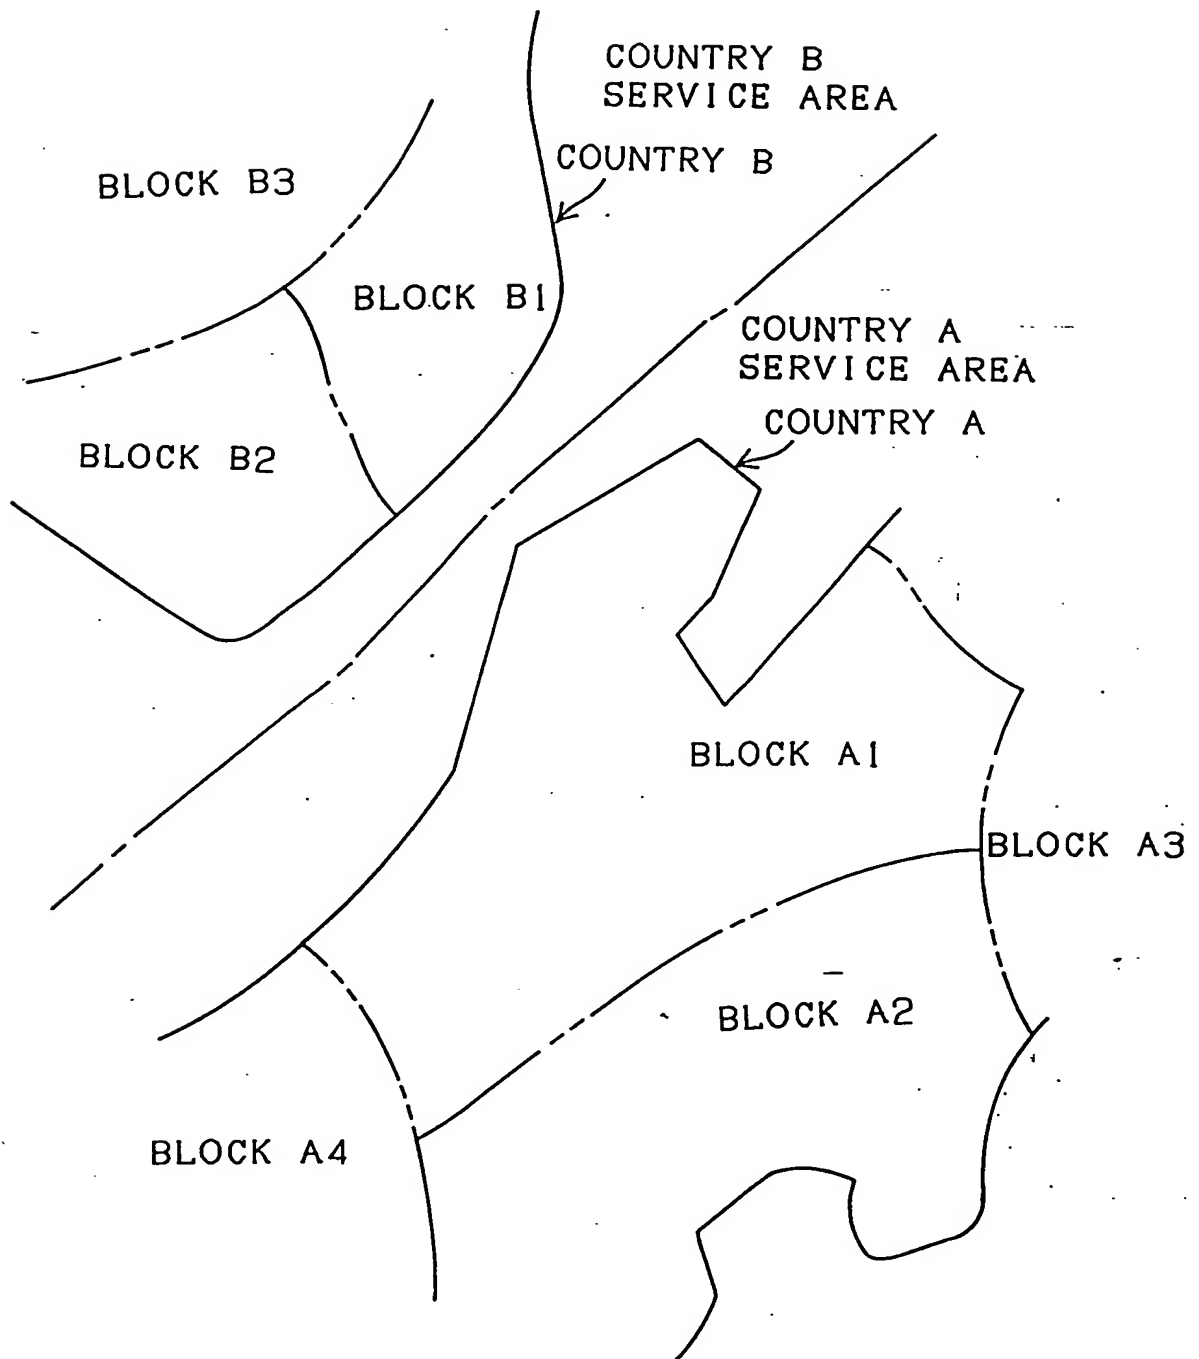 COUNTRY B
SERVICE AREA
COUNTRY B
BLOCK B3
BLOCK B1
COUNTRY A
SERVICE AREA
COUNTRY A
BLOCK B2
BLOCK A1
BLOCK A3
BLOCK A2
BLOCK A4